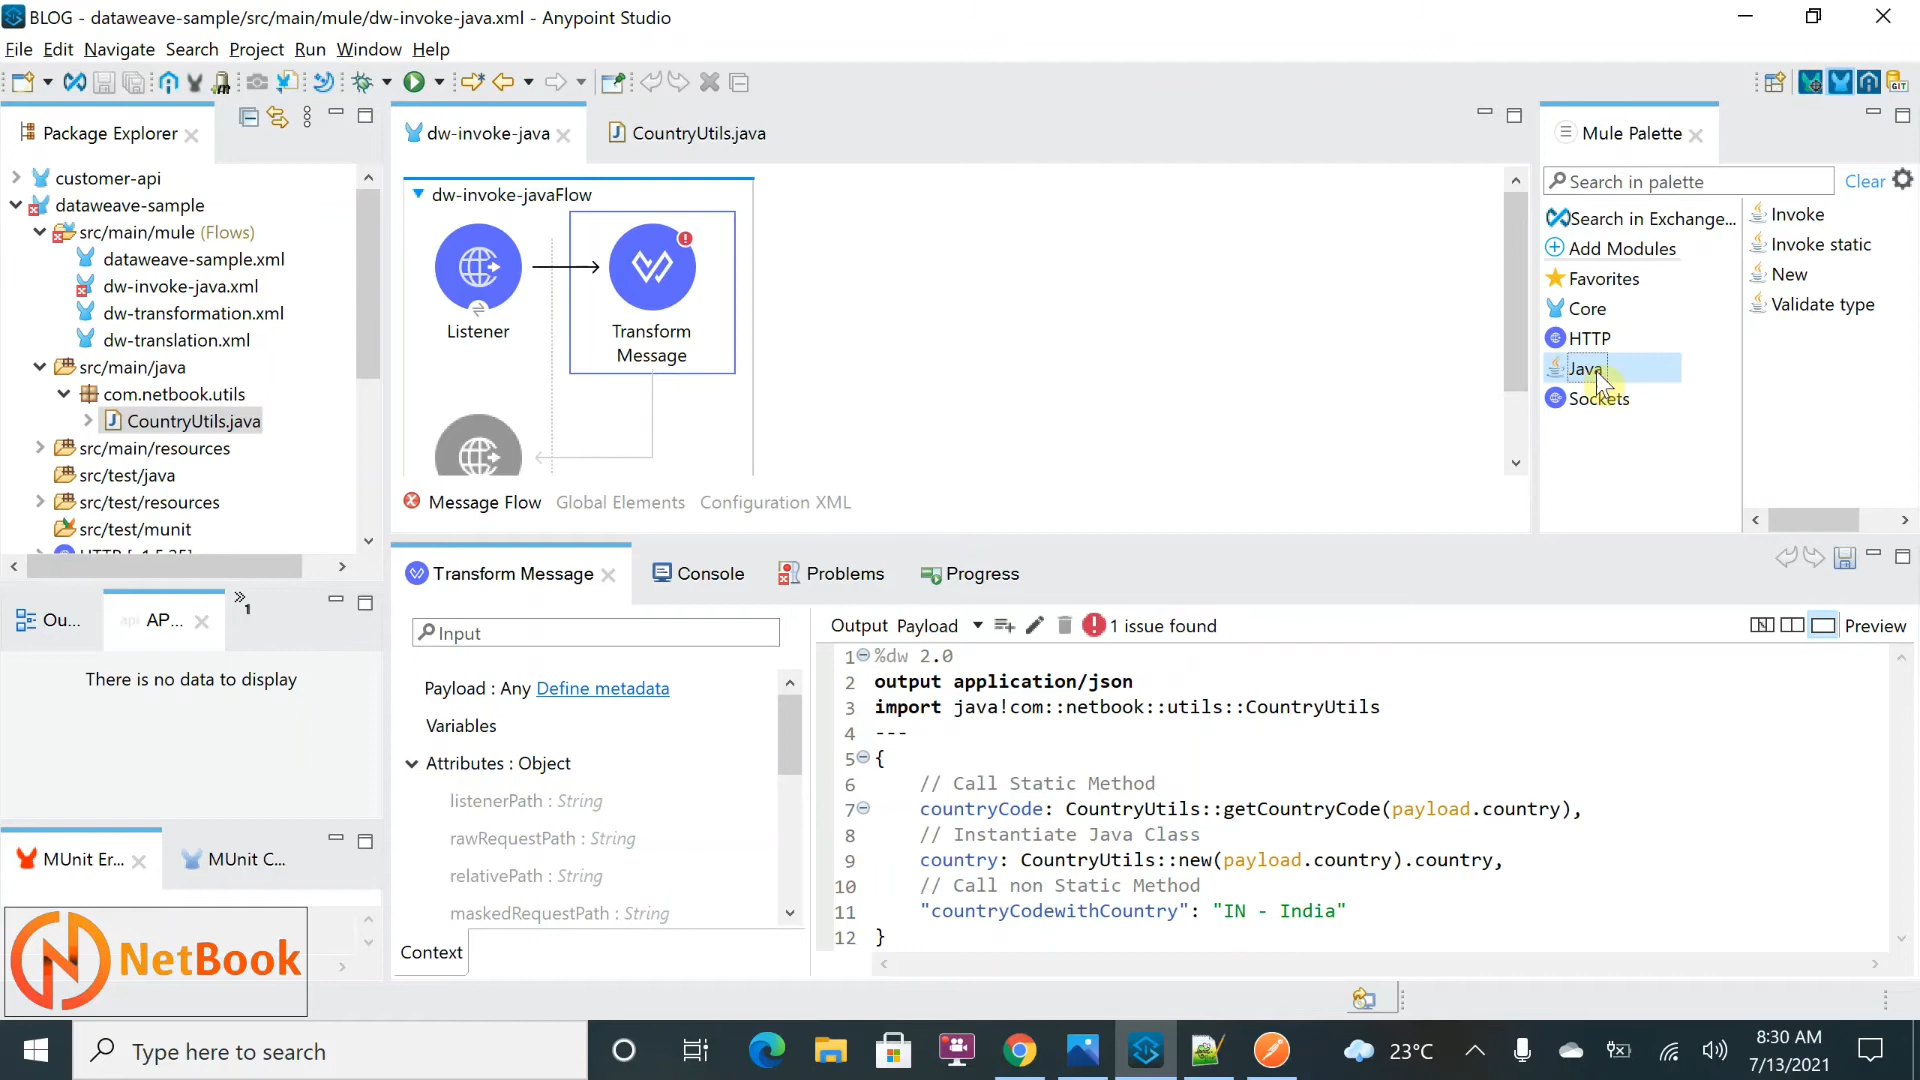 BLOG - dataweave-sample/src/main/mule/dw-invoke-java.xml - Anypoint Studio
File Edit Navigate Search Project Run Window Help
Package Explorer
customer-api
dataweave-sample
src/main/mule (Flows)
dataweave-sample.xml
dw-invoke-java.xml
dw-transformation.xml
dw-translation.xml
src/main/java
com.netbook.utils
CountryUtils.java
src/main/resources
src/test/java
src/test/resources
src/test/munit
dw-invoke-java
CountryUtils.java
dw-invoke-javaFlow
Listener
Transform
Message
Message Flow Global Elements Configuration XML
Mule Palette
Search in palette
Clear
Search in Exchange...
Add Modules
Favorites
Core
HTTP
Java
Sockets
Invoke
Invoke static
New
Validate type
Ou...
AP...
1
There is no data to display
MUnit Er...
MUnit C...
NetBook
Transform Message
Console
Problems
Progress
Input
Payload : Any Define metadata
Variables
Attributes : Object
listenerPath : String
rawRequestPath : String
relativePath : String
maskedRequestPath : String
Context
Output Payload
1 issue found
Preview
1 %dw 2.0
2 output application/json
3 import java!com::netbook::utils::CountryUtils
4 ---
5 {
6 // Call Static Method
7 countryCode: CountryUtils::getCountryCode(payload.country),
8 // Instantiate Java Class
9 country: CountryUtils::new(payload.country).country,
10 // Call non Static Method
11 "countryCodewithCountry": "IN - India"
12 }
Type here to search
23°C
8:30 AM
7/13/2021